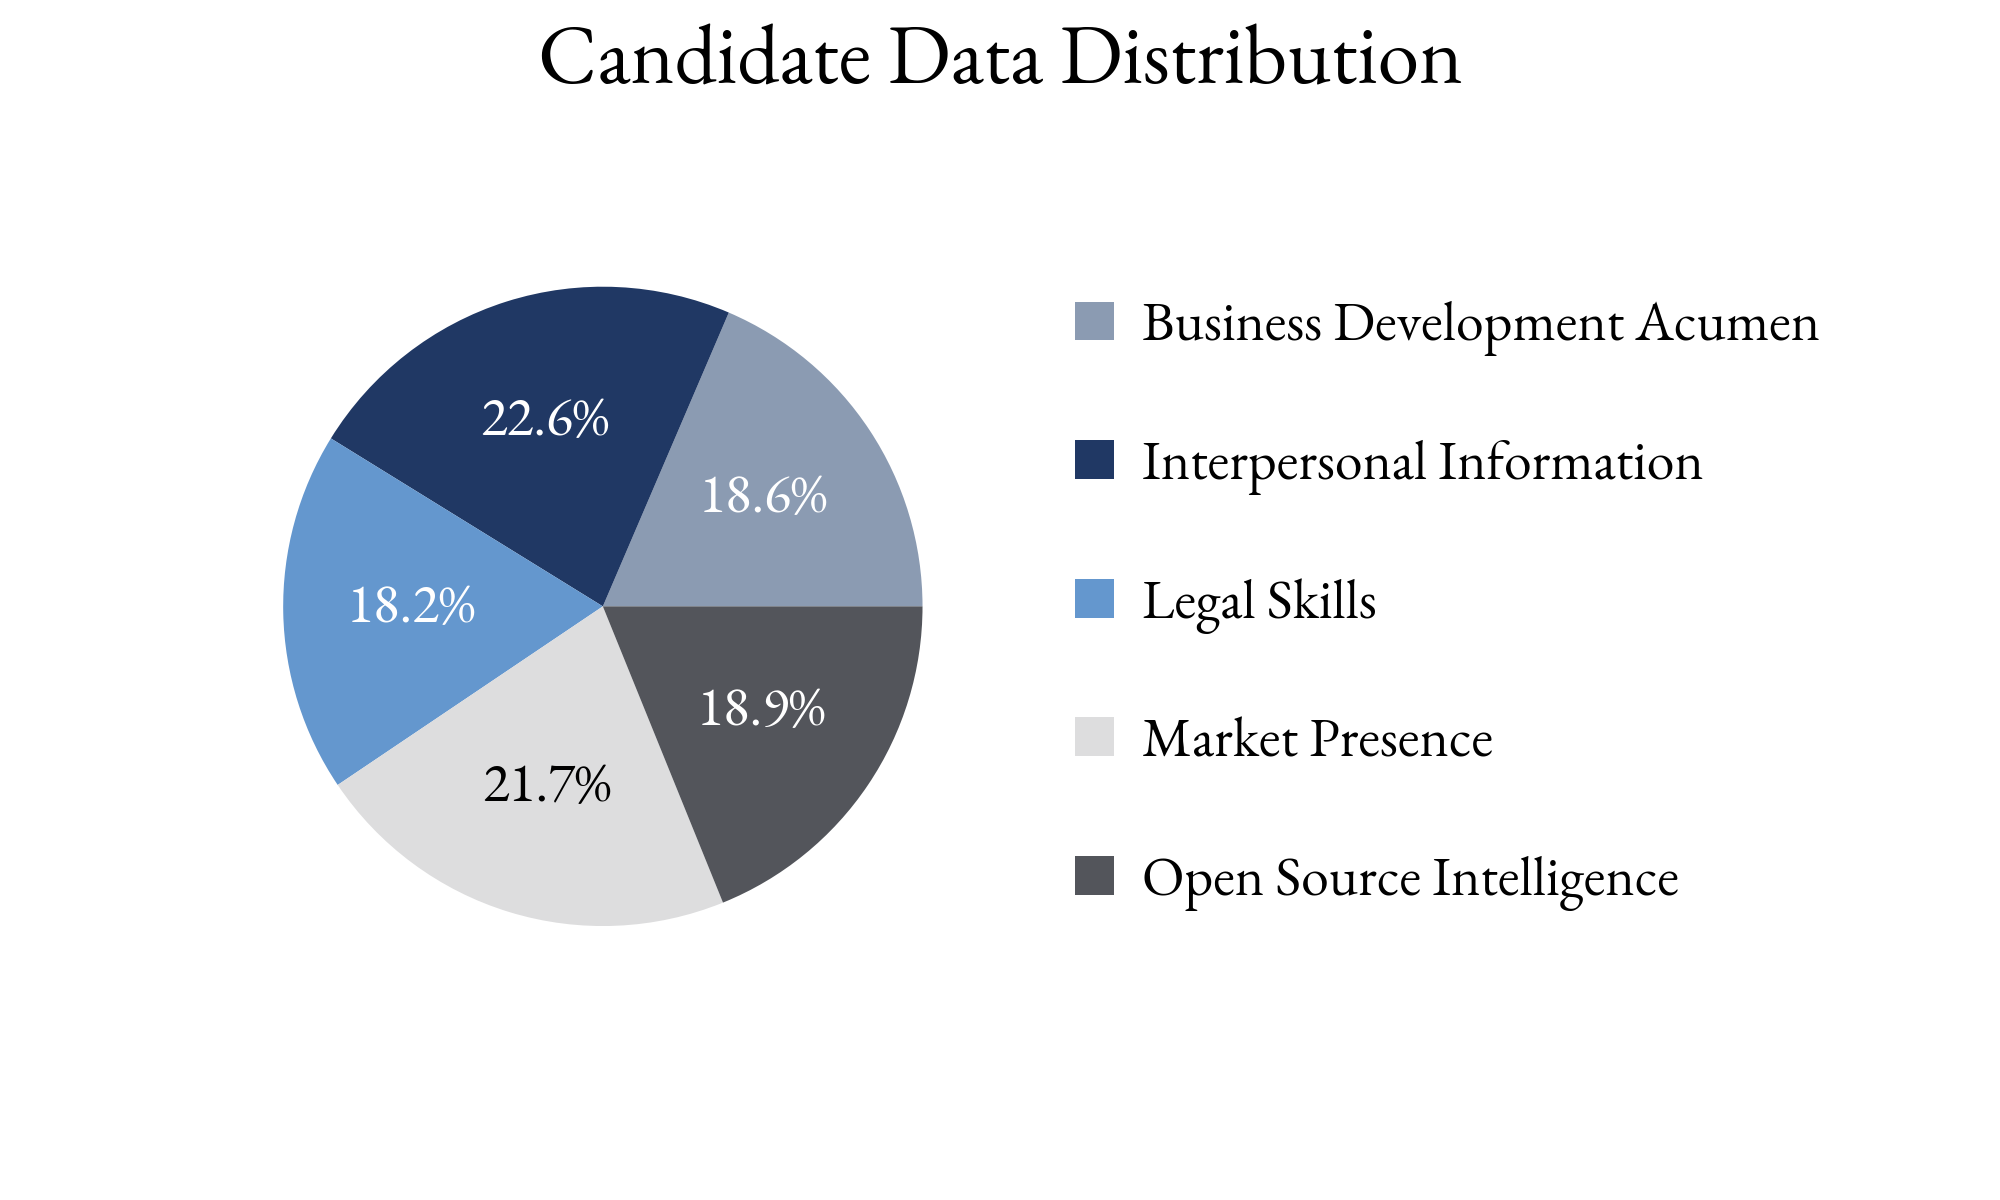 Candidate Data Distribution
22.6%
18.6%
18.2%
18.9%
21.7%
Business Development Acumen
Interpersonal Information
Legal Skills
Market Presence
Open Source Intelligence